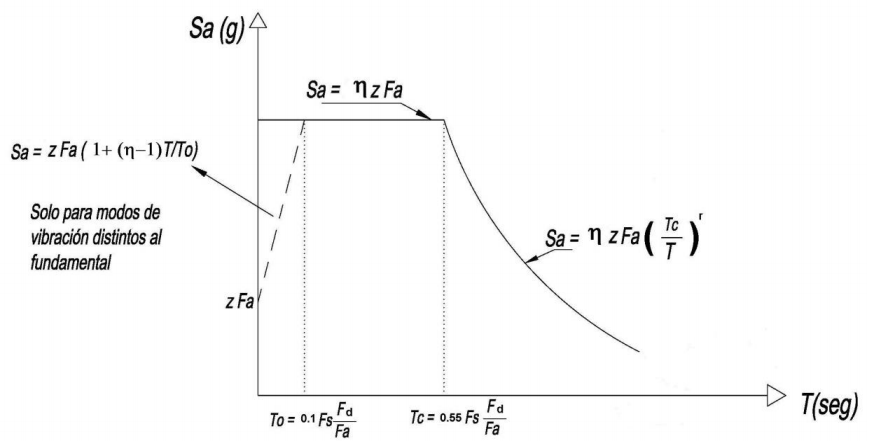 Sa (g)
Sa = η z Fa
Sa = z Fa ( 1+ (η–1)T/To)
Solo para modos de
vibración distintos al
fundamental
Sa = η z Fa ( Tc / T )^r
z Fa
To = 0.1 Fs Fd / Fa
Tc = 0.55 Fs Fd / Fa
T(seg)